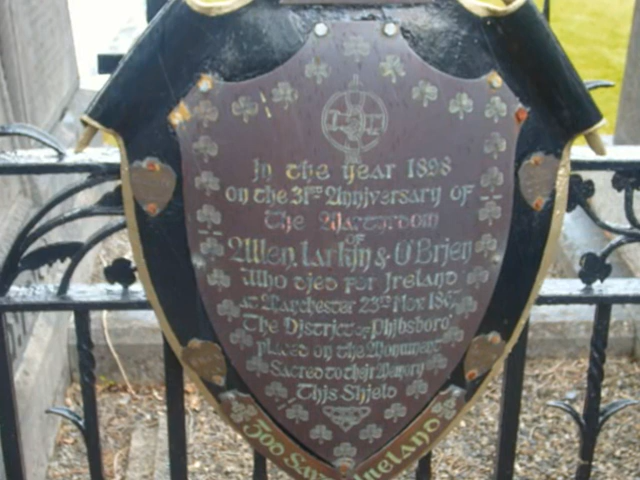 In the year 1898
on the 31st Anniversary of
The Martyrdom
of
Allen, Larkin & O'Brien
Who died for Ireland
at Manchester 23rd Nov. 1867
The District of Phibsboro'
placed on the Monument
Sacred to their Memory
This Shield
God Save Ireland